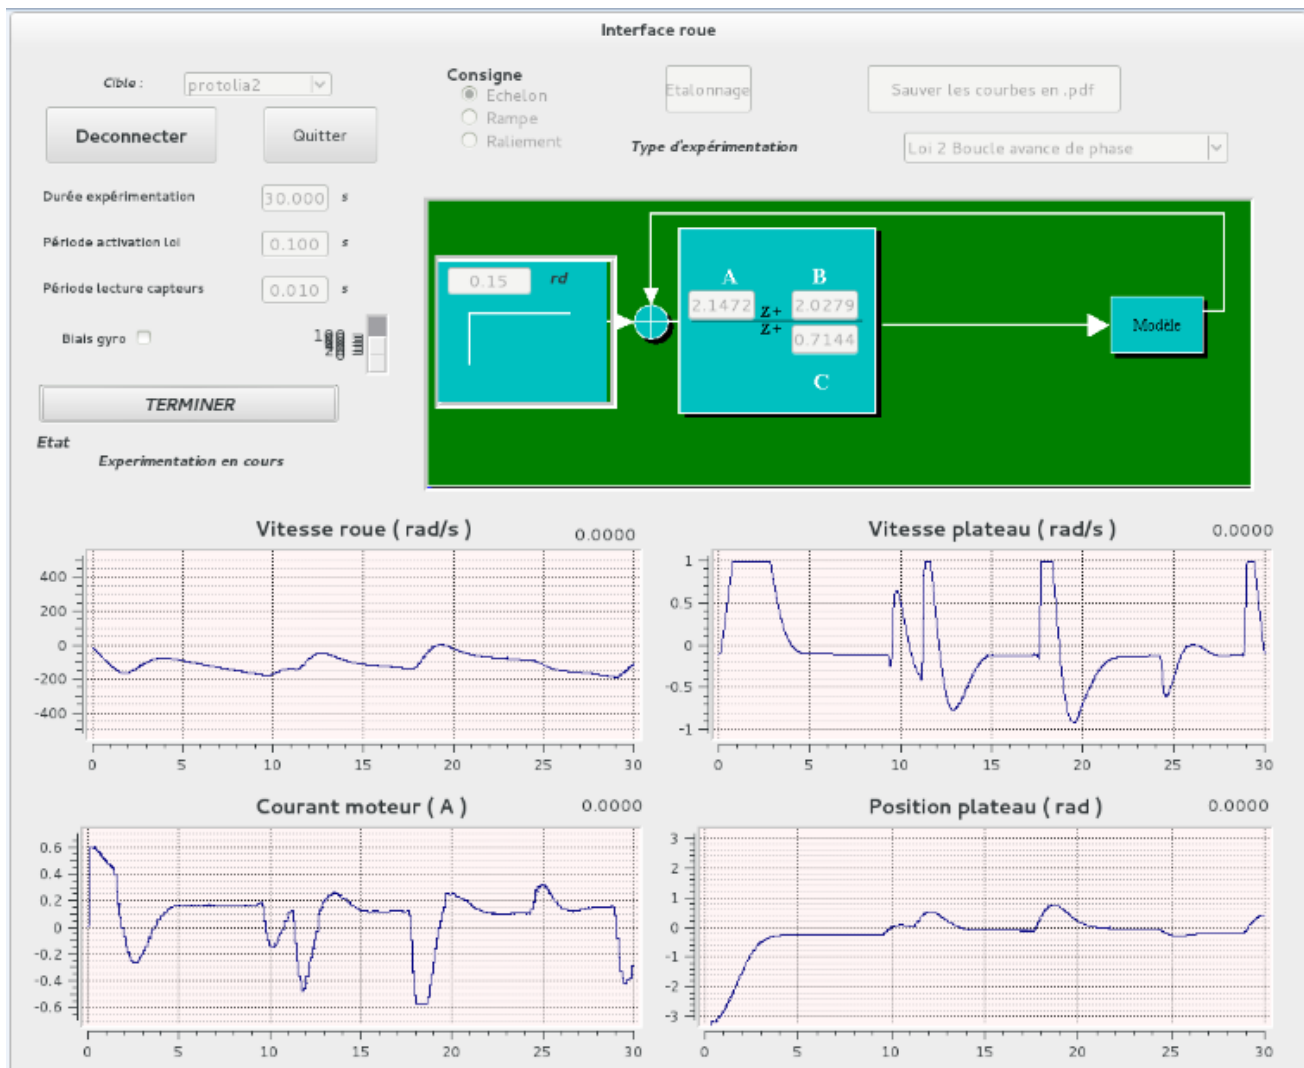 Interface roue
Cible :
protolia2
Consigne
Echelon
Rampe
Raliement
Etalonnage
Sauver les courbes en .pdf
Deconnecter
Quitter
Type d'expérimentation
Loi 2 Boucle avance de phase
Durée expérimentation
30.000 s
Période activation loi
0.100 s
Période lecture capteurs
0.010 s
Biais gyro
TERMINER
Etat
Experimentation en cours
0.15 rd
A B
2.1472 Z+ 2.0279
Z+ 0.7144
C
Modèle
Vitesse roue ( rad/s ) 0.0000
400
200
0
-200
-400
0 5 10 15 20 25 30
Vitesse plateau ( rad/s ) 0.0000
1
0.5
0
-0.5
-1
0 5 10 15 20 25 30
Courant moteur ( A ) 0.0000
0.6
0.4
0.2
0
-0.2
-0.4
-0.6
0 5 10 15 20 25 30
Position plateau ( rad ) 0.0000
3
2
1
0
-1
-2
-3
0 5 10 15 20 25 30